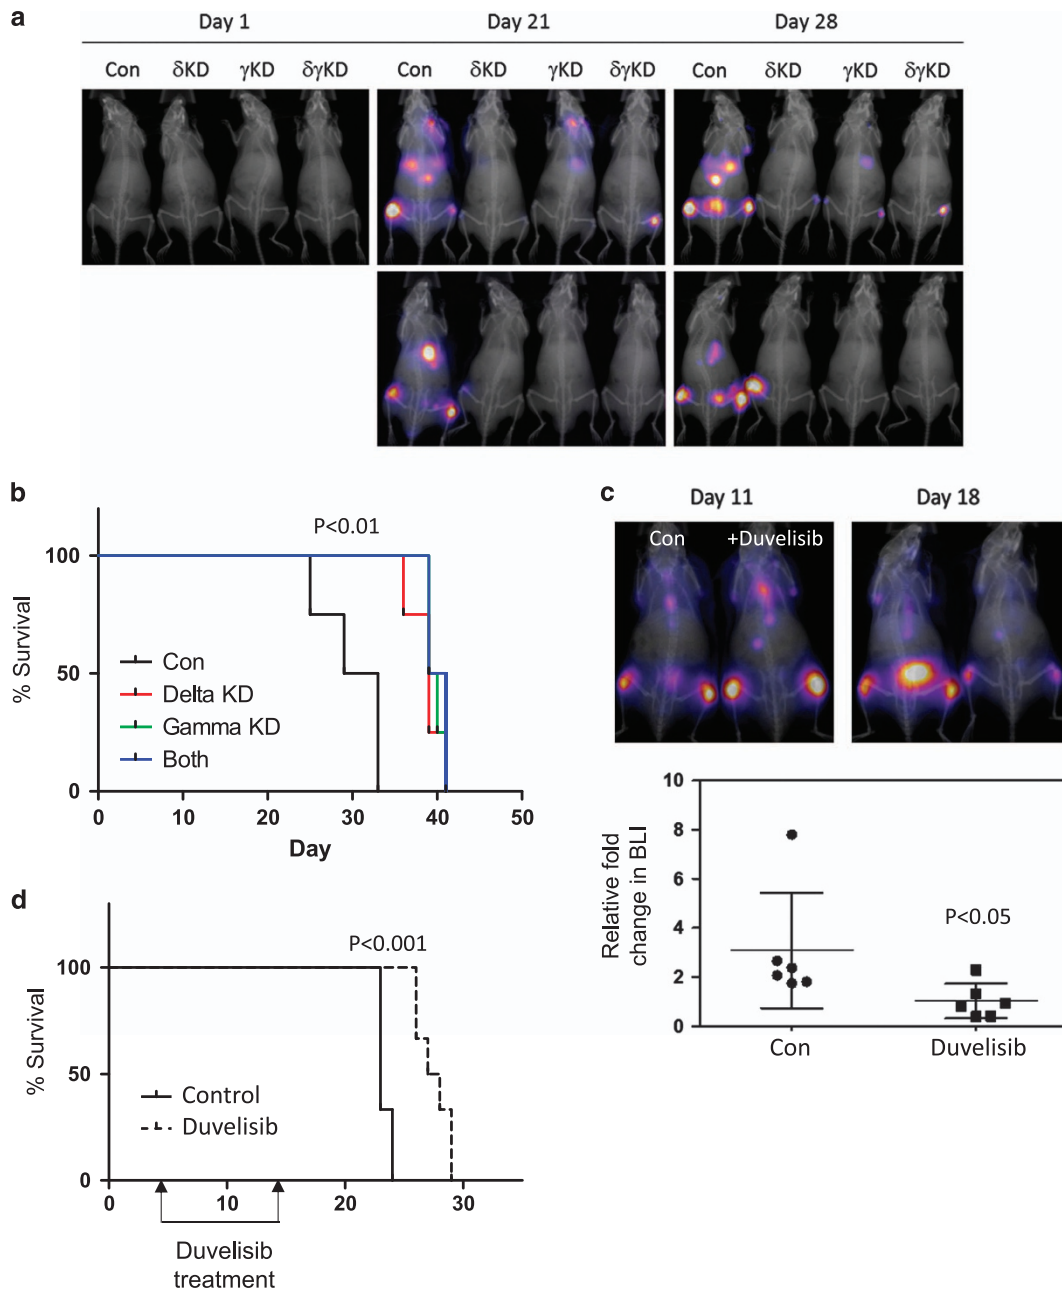 a
Day 1 Day 21 Day 28
Con δKD γKD δγKD Con δKD γKD δγKD Con δKD γKD δγKD
b
P<0.01
% Survival
100
50
0
Con
Delta KD
Gamma KD
Both
0 10 20 30 40 50
Day
c
Day 11 Day 18
Con +Duvelisib
Relative fold
change in BLI
10
8
6
4
2
0
P<0.05
Con Duvelisib
d
P<0.001
% Survival
100
50
0
Control
Duvelisib
0 10 20 30
Duvelisib
treatment